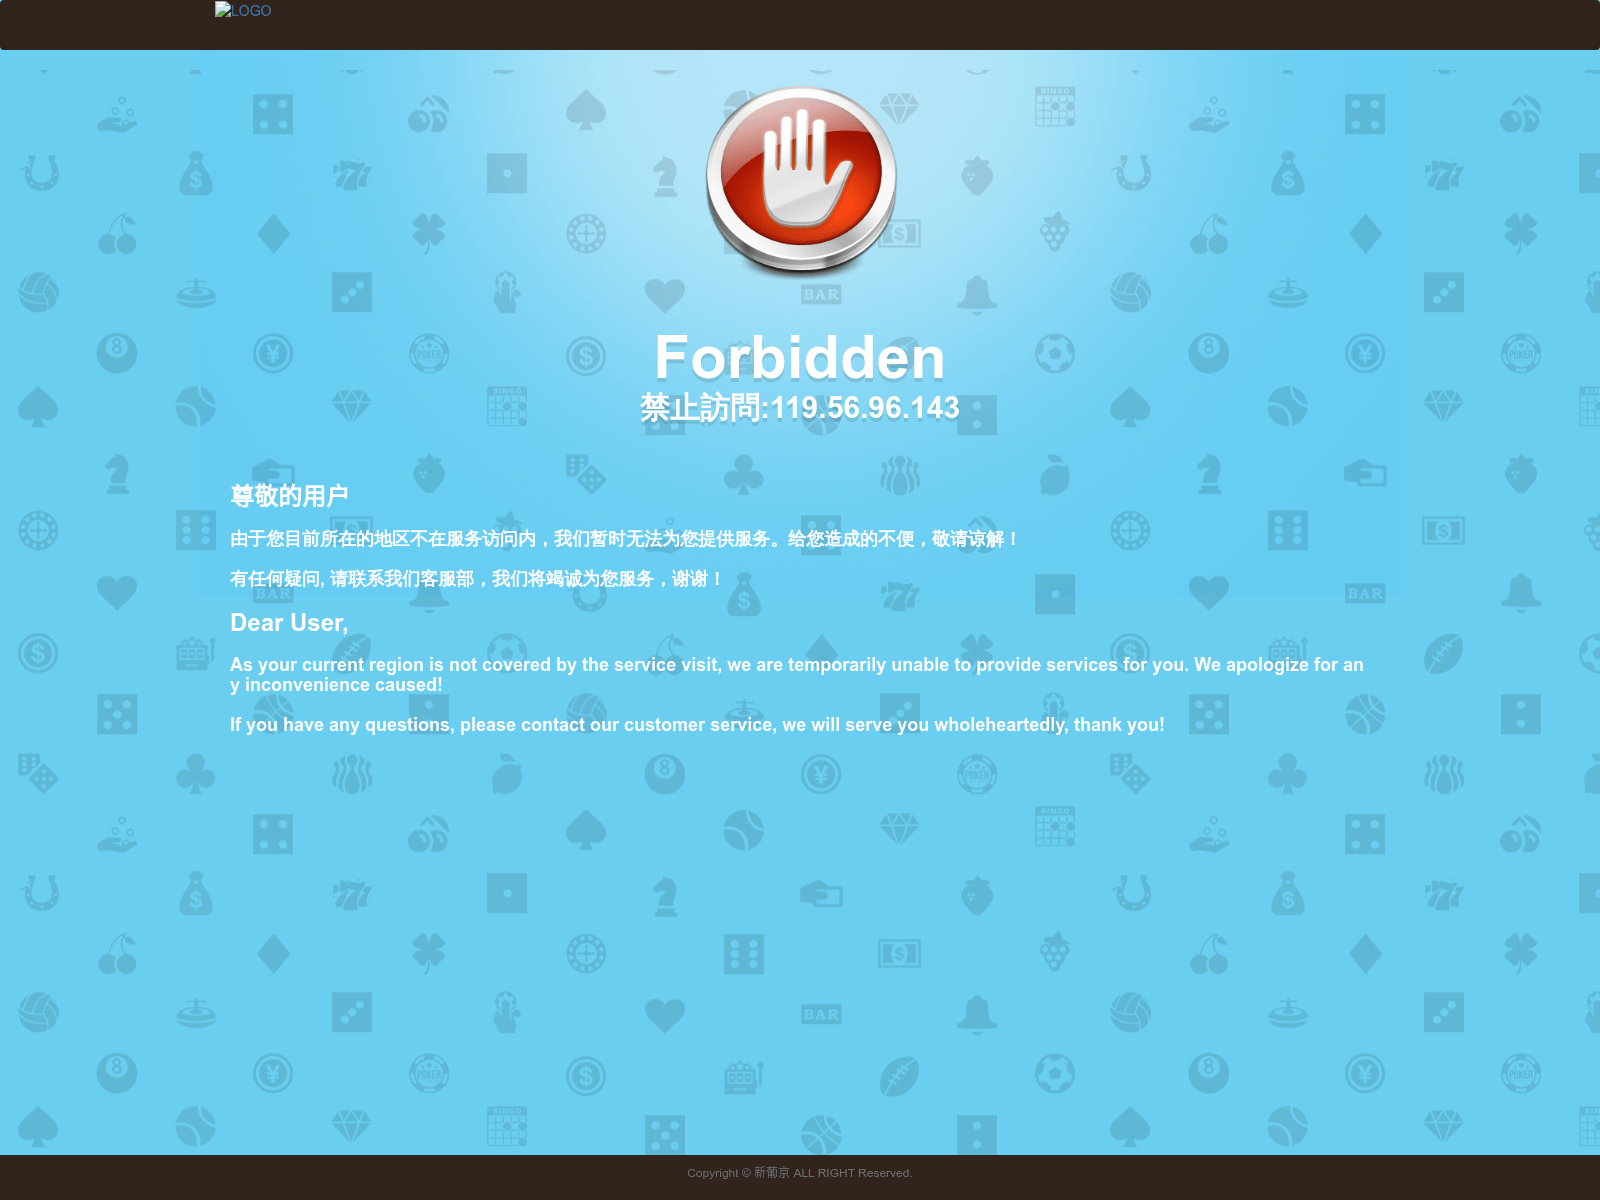 LOGO
Forbidden
禁止訪問:119.56.96.143
尊敬的用户
由于您目前所在的地区不在服务访问内，我们暂时无法为您提供服务。给您造成的不便，敬请谅解！
有任何疑问, 请联系我们客服部，我们将竭诚为您服务，谢谢！
Dear User,
As your current region is not covered by the service visit, we are temporarily unable to provide services for you. We apologize for an
y inconvenience caused!
If you have any questions, please contact our customer service, we will serve you wholeheartedly, thank you!
Copyright © 新葡京 ALL RIGHT Reserved.